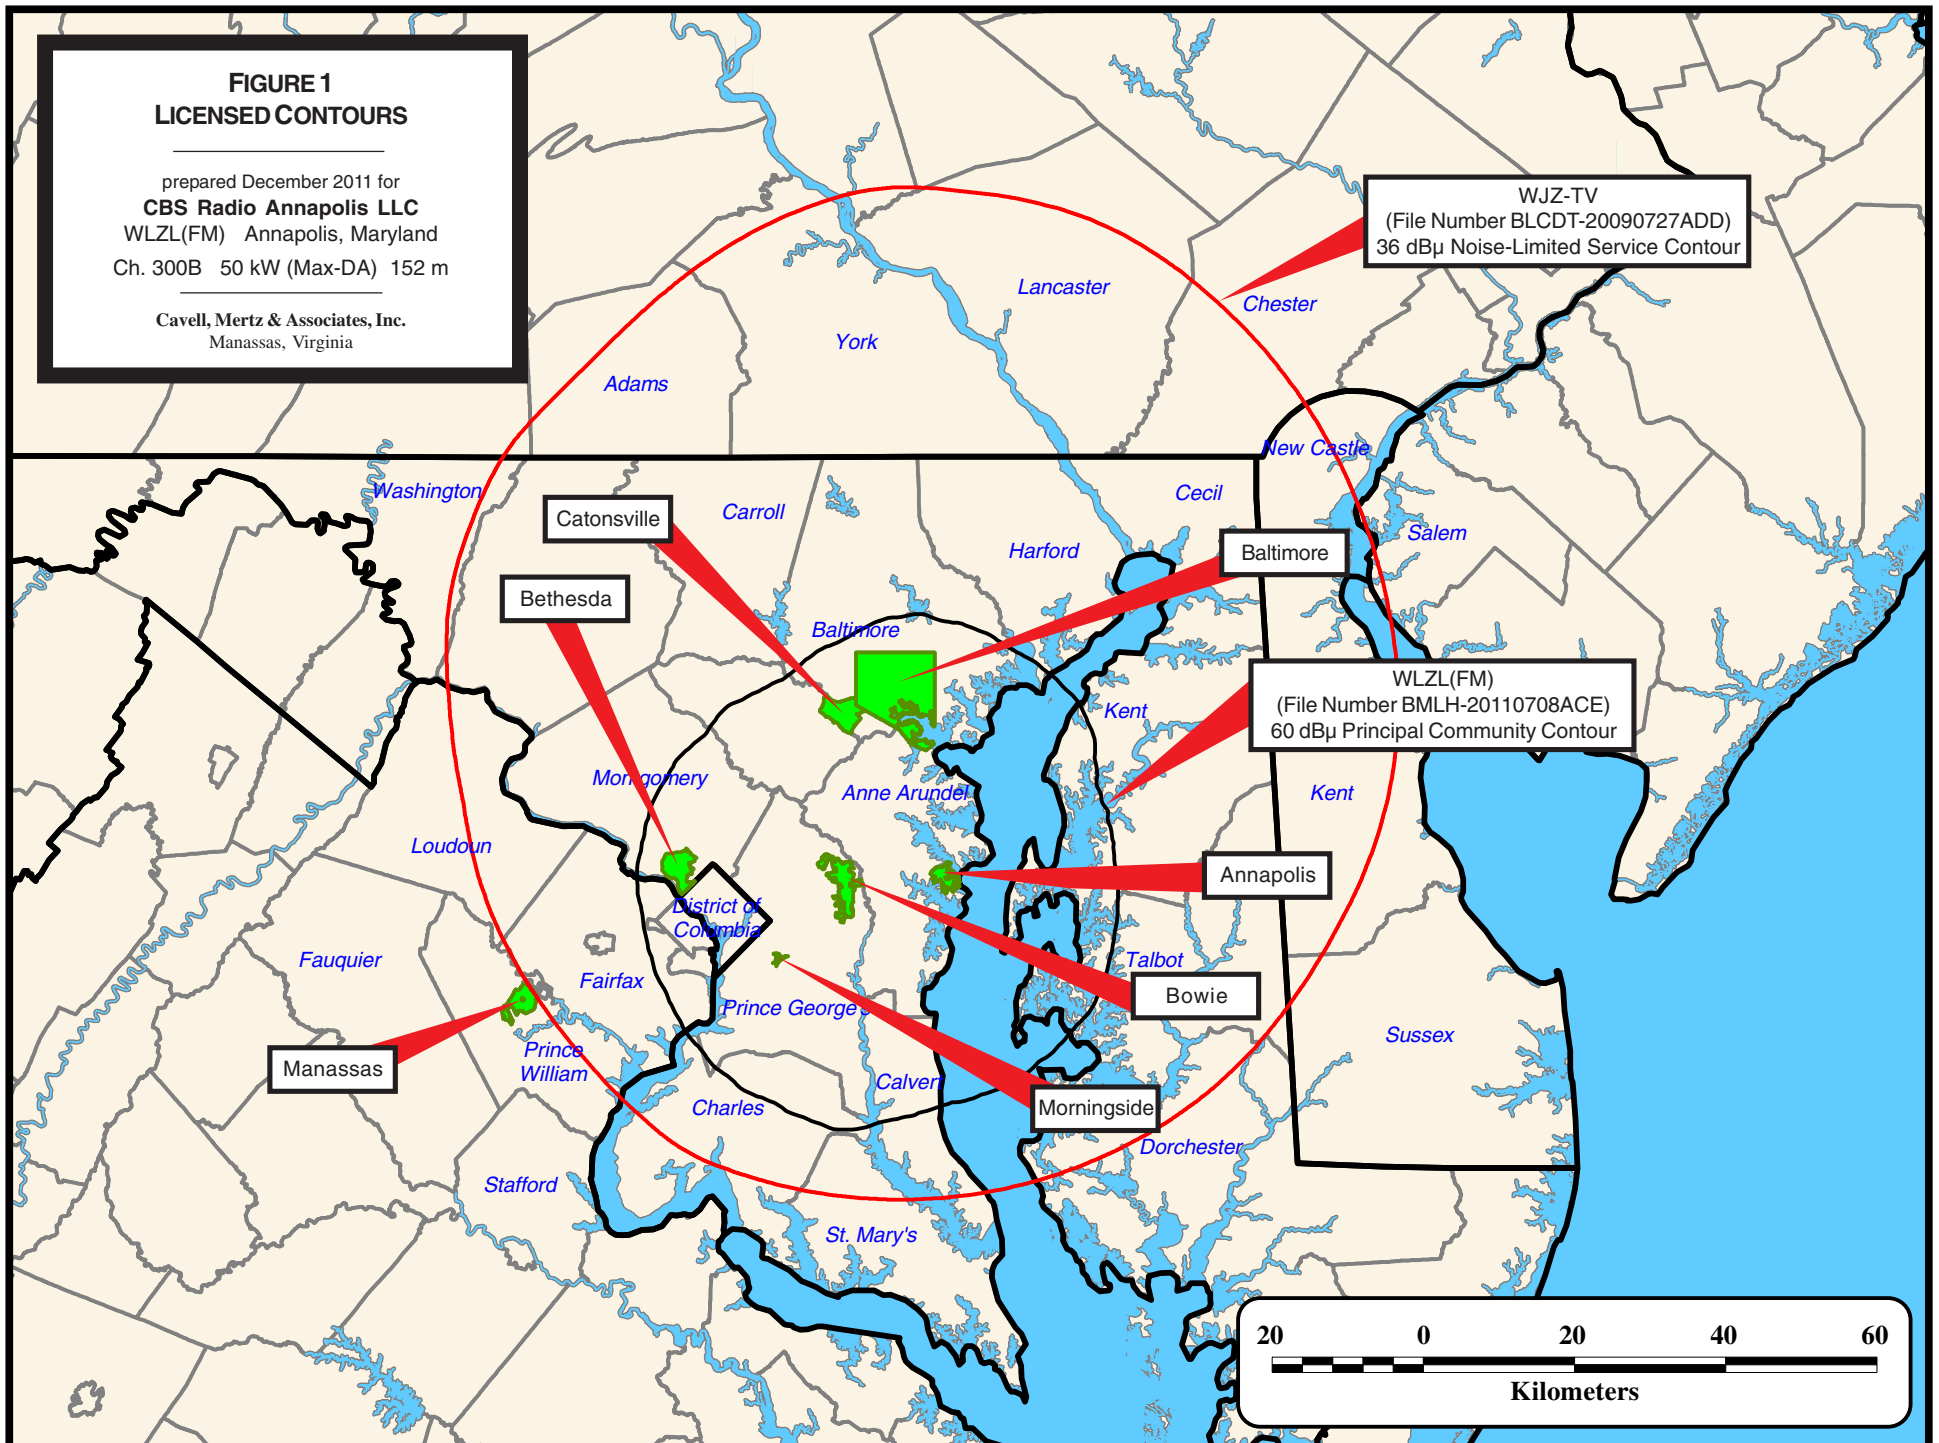 FIGURE 1
LICENSED CONTOURS
prepared December 2011 for
CBS Radio Annapolis LLC
WLZL(FM) Annapolis, Maryland
Ch. 300B 50 kW (Max-DA) 152 m
Cavell, Mertz & Associates, Inc.
Manassas, Virginia
WJZ-TV
(File Number BLCDT-20090727ADD)
36 dBµ Noise-Limited Service Contour
Lancaster
Chester
York
Adams
New Castle
Washington
Cecil
Carroll
Catonsville
Salem
Harford
Baltimore
Bethesda
Baltimore
WLZL(FM)
(File Number BMLH-20110708ACE)
60 dBµ Principal Community Contour
Kent
Montgomery
Anne Arundel
Kent
Loudoun
Annapolis
District of
Columbia
Fauquier
Talbot
Fairfax
Bowie
Prince George's
Sussex
Prince
William
Manassas
Calvert
Charles
Morningside
Dorchester
Stafford
St. Mary's
20 0 20 40 60
Kilometers